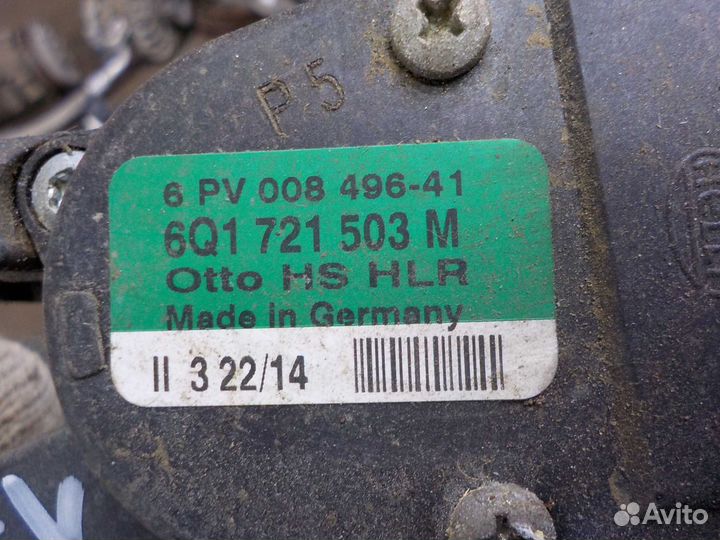 P5
6 PV 008 496-41
6Q1 721 503 M
Otto HS HLR
Made in Germany
II 3 22/14
HELLA
Avito